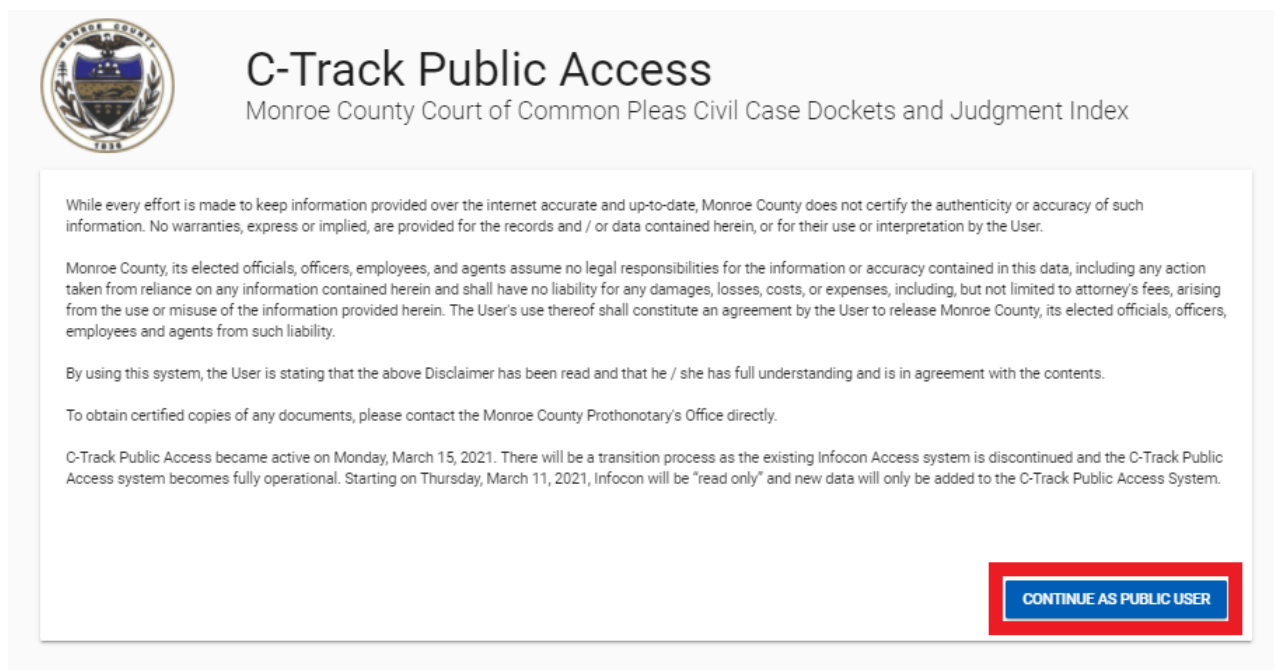 MONROE COUNTY
1836
C-Track Public Access
Monroe County Court of Common Pleas Civil Case Dockets and Judgment Index
While every effort is made to keep information provided over the internet accurate and up-to-date, Monroe County does not certify the authenticity or accuracy of such
information. No warranties, express or implied, are provided for the records and / or data contained herein, or for their use or interpretation by the User.
Monroe County, its elected officials, officers, employees, and agents assume no legal responsibilities for the information or accuracy contained in this data, including any action
taken from reliance on any information contained herein and shall have no liability for any damages, losses, costs, or expenses, including, but not limited to attorney's fees, arising
from the use or misuse of the information provided herein. The User's use thereof shall constitute an agreement by the User to release Monroe County, its elected officials, officers,
employees and agents from such liability.
By using this system, the User is stating that the above Disclaimer has been read and that he / she has full understanding and is in agreement with the contents.
To obtain certified copies of any documents, please contact the Monroe County Prothonotary's Office directly.
C-Track Public Access became active on Monday, March 15, 2021. There will be a transition process as the existing Infocon Access system is discontinued and the C-Track Public
Access system becomes fully operational. Starting on Thursday, March 11, 2021, Infocon will be “read only” and new data will only be added to the C-Track Public Access System.
CONTINUE AS PUBLIC USER